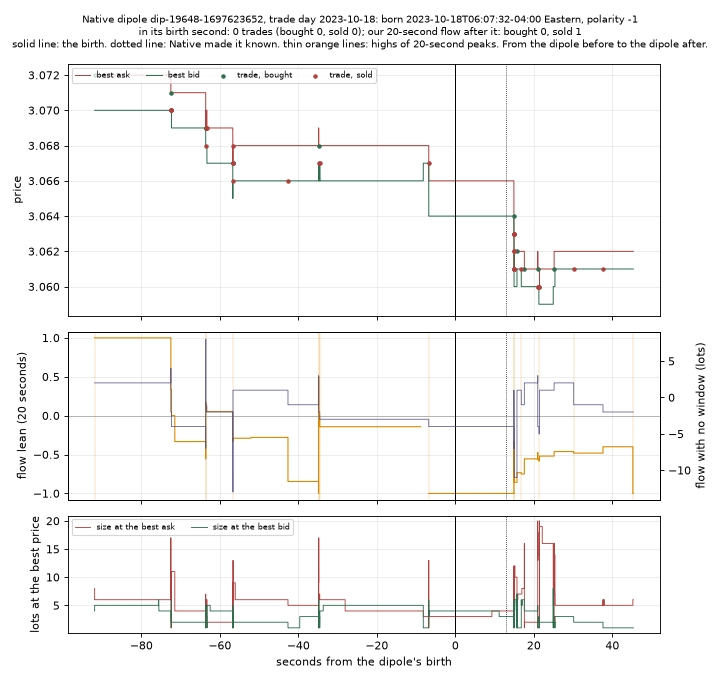 Native dipole dip-19648-1697623652, trade day 2023-10-18: born 2023-10-18T06:07:32-04:00 Eastern, polarity -1
in its birth second: 0 trades (bought 0, sold 0); our 20-second flow after it: bought 0, sold 1
solid line: the birth. dotted line: Native made it known. thin orange lines: highs of 20-second peaks. From the dipole before to the dipole after.
best ask best bid trade, bought trade, sold
3.072
3.070
3.068
3.066
3.064
3.062
3.060
price
1.0
0.5
0.0
−0.5
−1.0
flow lean (20 seconds)
5
0
−5
−10
flow with no window (lots)
size at the best ask size at the best bid
20
15
10
5
lots at the best price
−80 −60 −40 −20 0 20 40
seconds from the dipole's birth